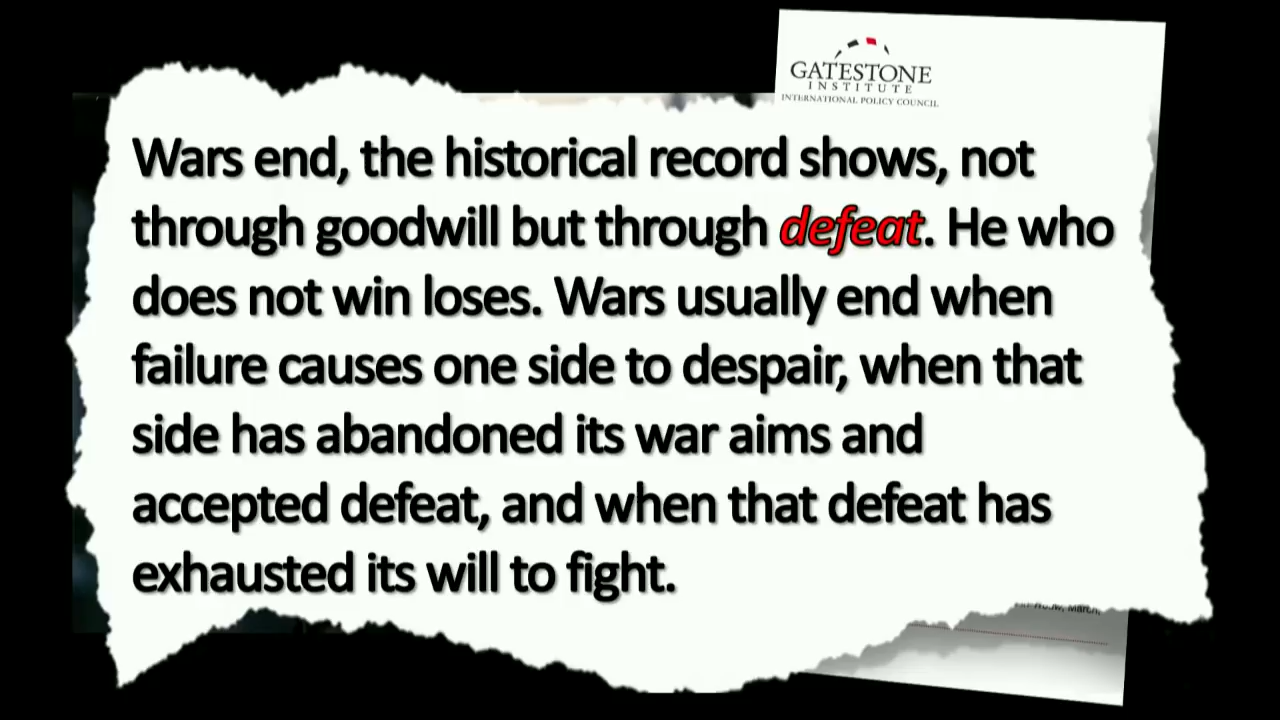 GATESTONE
INSTITUTE
INTERNATIONAL POLICY COUNCIL
Wars end, the historical record shows, not
through goodwill but through defeat. He who
does not win loses. Wars usually end when
failure causes one side to despair, when that
side has abandoned its war aims and
accepted defeat, and when that defeat has
exhausted its will to fight.
March,